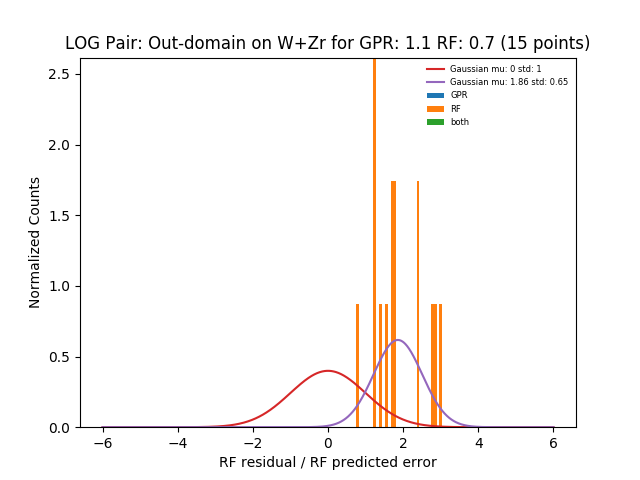 LOG Pair: Out-domain on W+Zr for GPR: 1.1 RF: 0.7 (15 points)
Gaussian mu: 0 std: 1
Gaussian mu: 1.86 std: 0.65
GPR
RF
both
Normalized Counts
2.5
2.0
1.5
1.0
0.5
0.0
−6 −4 −2 0 2 4 6
RF residual / RF predicted error